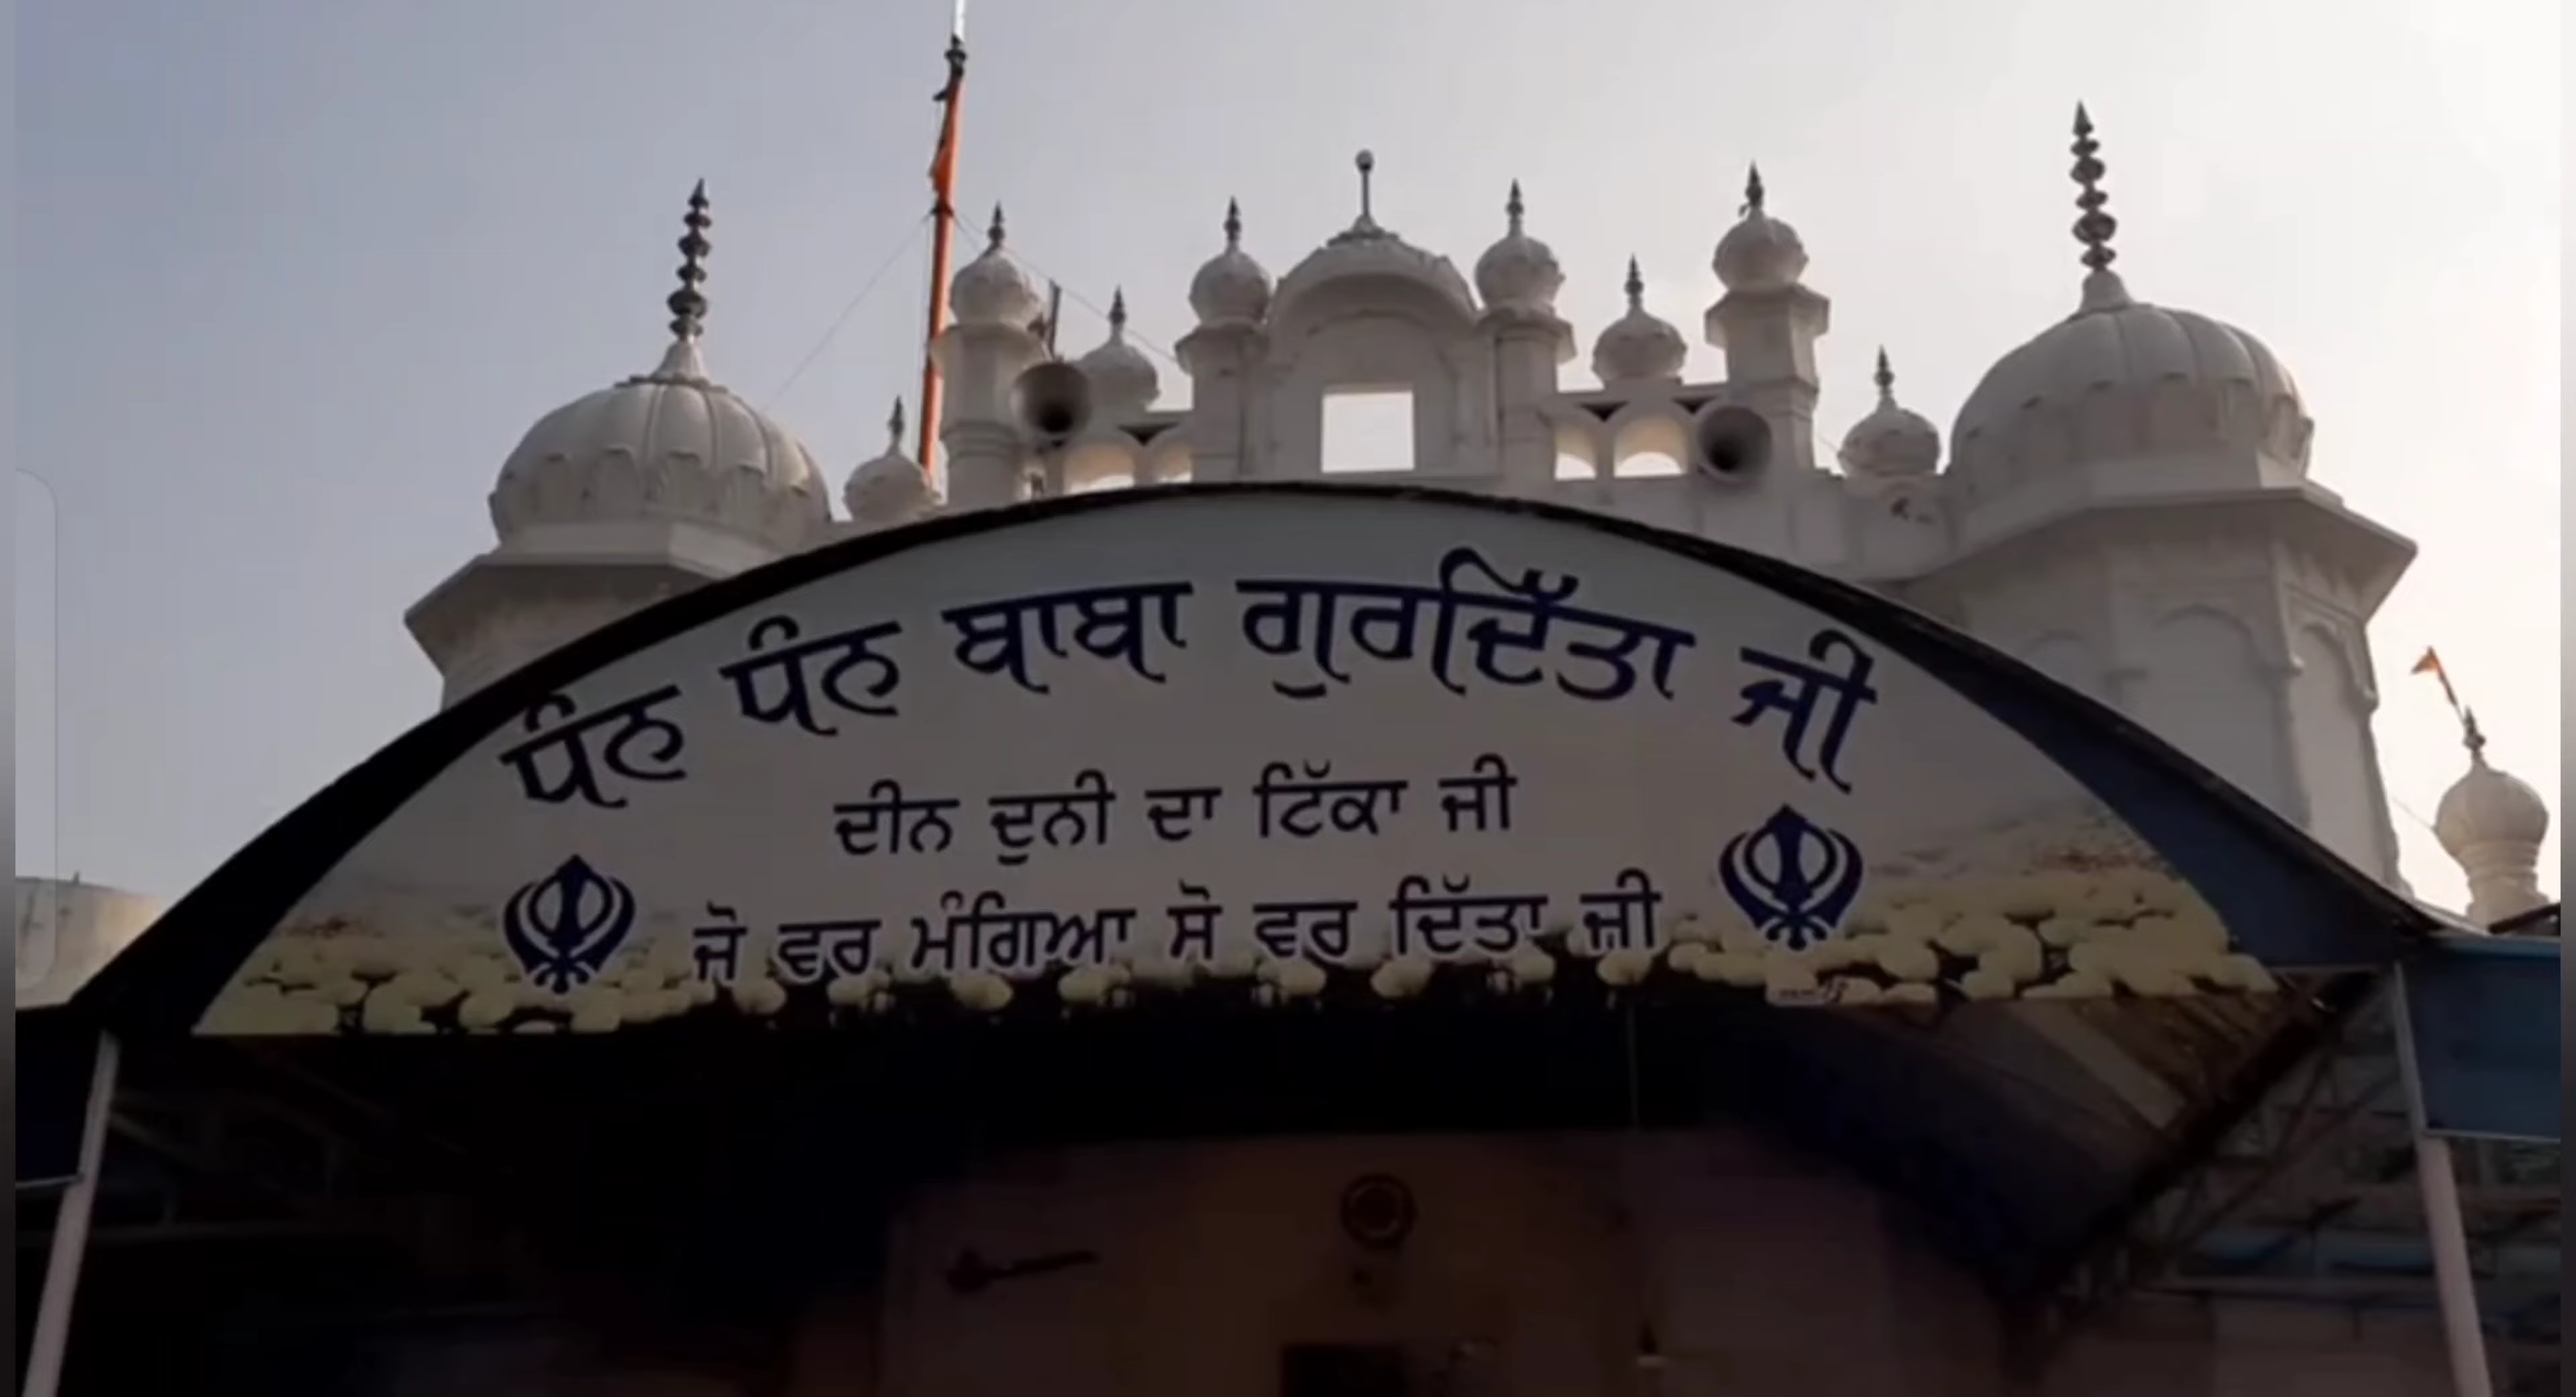 ਧੰਨ ਧੰਨ ਬਾਬਾ ਗੁਰਦਿੱਤਾ ਜੀ
ਦੀਨ ਦੁਨੀ ਦਾ ਟਿੱਕਾ ਜੀ
ਜੋ ਵਰ ਮੰਗਿਆ ਸੋ ਵਰ ਦਿੱਤਾ ਜੀ